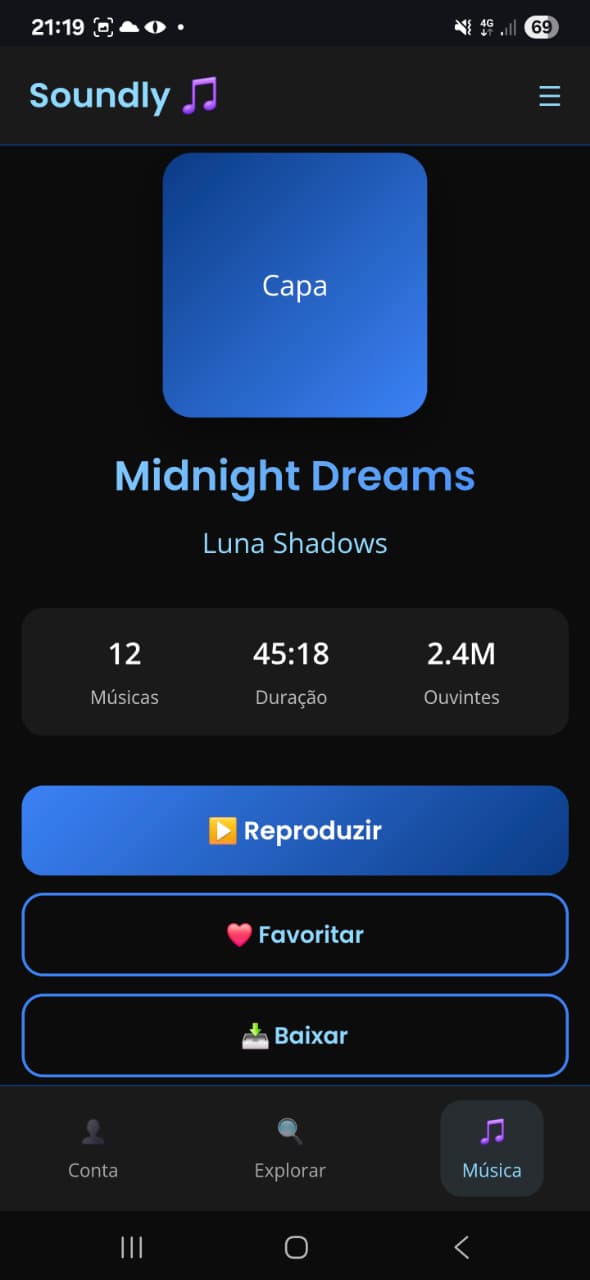 21:19
4G
69
Soundly
Capa
Midnight Dreams
Luna Shadows
12 45:18 2.4M
Músicas Duração Ouvintes
Reproduzir
Favoritar
Baixar
Conta Explorar Música